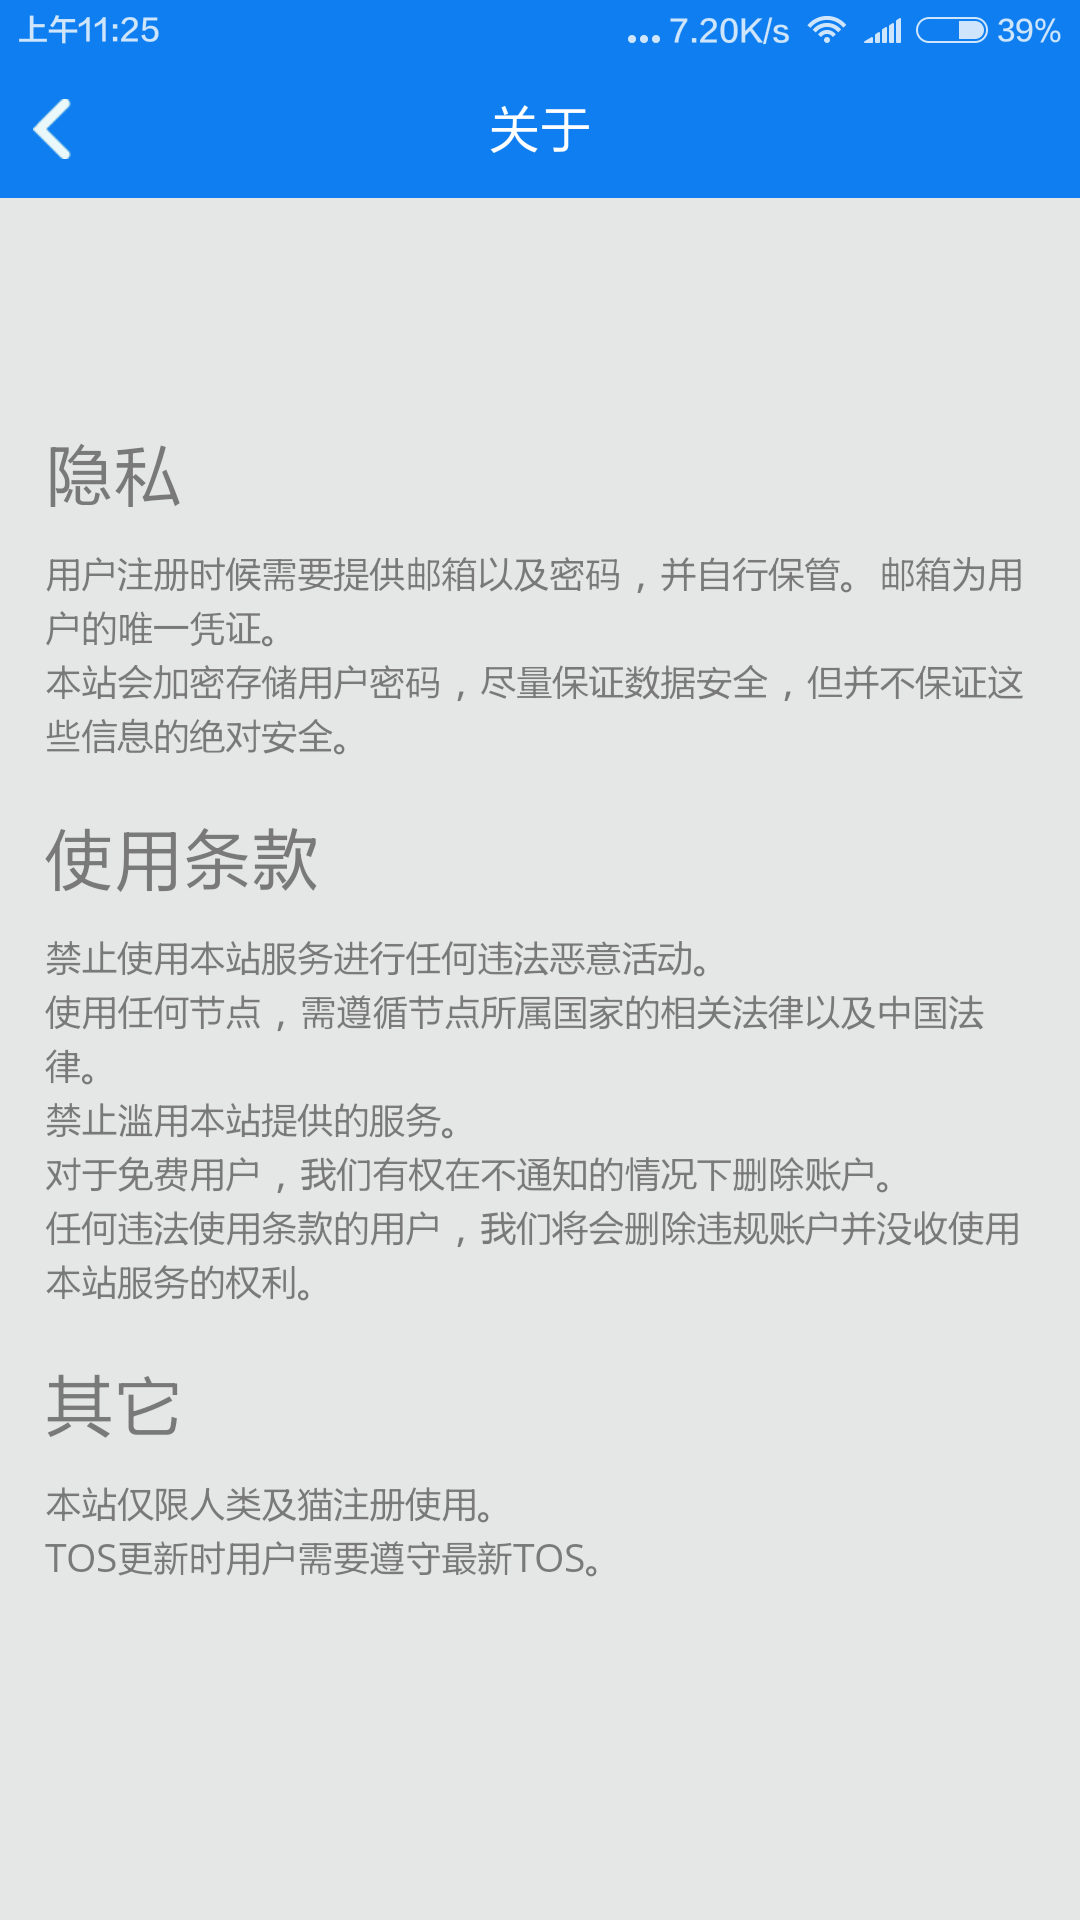 上午11:25
...7.20K/s
39%
关于
隐私
用户注册时候需要提供邮箱以及密码，并自行保管。 邮箱为用
户的唯一凭证。
本站会加密存储用户密码，尽量保证数据安全，但并不保证这
些信息的绝对安全。
使用条款
禁止使用本站服务进行任何违法恶意活动。
使用任何节点，需遵循节点所属国家的相关法律以及中国法
律。
禁止滥用本站提供的服务。
对于免费用户，我们有权在不通知的情况下删除账户。
任何违法使用条款的用户，我们将会删除违规账户并没收使用
本站服务的权利。
其它
本站仅限人类及猫注册使用。
TOS更新时用户需要遵守最新TOS。